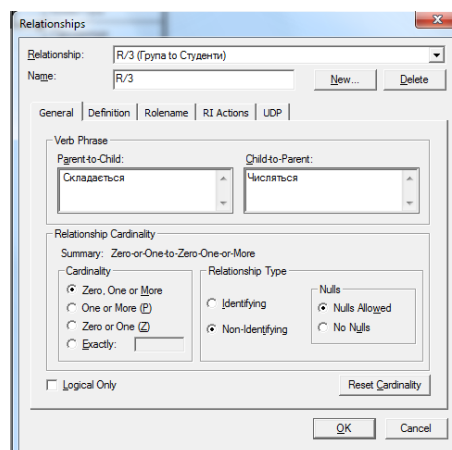 Relationships
Relationship: R/3 (Група to Студенти)
Name: R/3 New... Delete
General Definition Rolename RI Actions UDP
Verb Phrase
Parent-to-Child: Child-to-Parent:
Складається Числяться
Relationship Cardinality
Summary: Zero-or-One-to-Zero-One-or-More
Cardinality Relationship Type
Zero, One or More Nulls
One or More (P) Identifying Nulls Allowed
Zero or One (Z) Non-Identifying No Nulls
Exactly:
Logical Only Reset Cardinality
OK Cancel